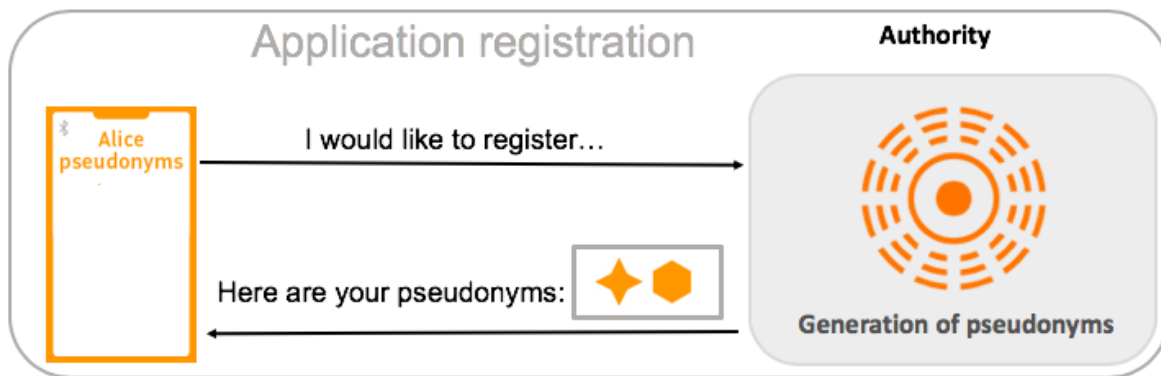 Application registration
Authority
Alice
pseudonyms
I would like to register…
Here are your pseudonyms:
Generation of pseudonyms